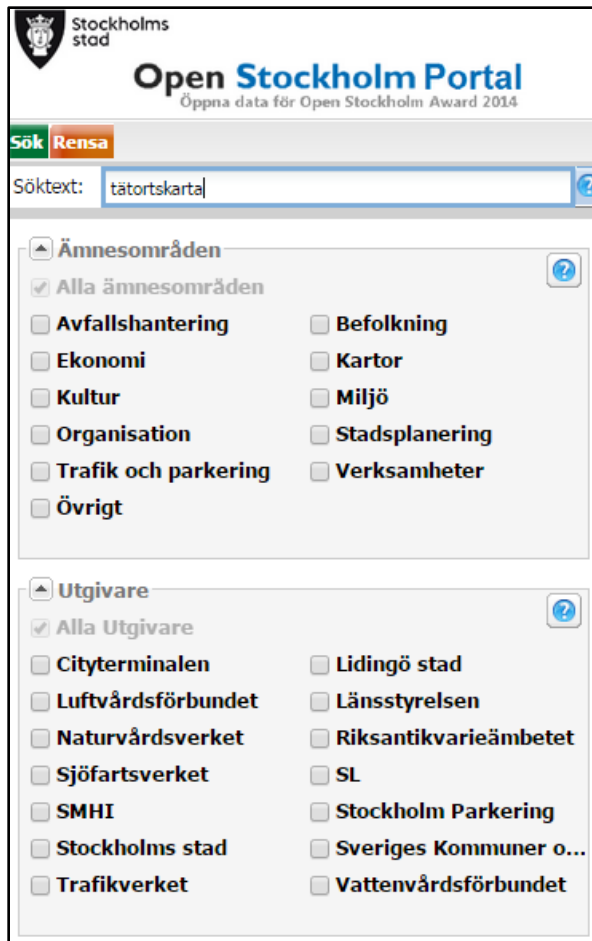 Stockholms
stad
Open Stockholm Portal
Öppna data för Open Stockholm Award 2014
Sök Rensa
Söktext: tätortskarta ?
Ämnesområden ?
Alla ämnesområden
Avfallshantering Befolkning
Ekonomi Kartor
Kultur Miljö
Organisation Stadsplanering
Trafik och parkering Verksamheter
Övrigt
Utgivare ?
Alla Utgivare
Cityterminalen Lidingö stad
Luftvårdsförbundet Länsstyrelsen
Naturvårdsverket Riksantikvarieämbetet
Sjöfartsverket SL
SMHI Stockholm Parkering
Stockholms stad Sveriges Kommuner o...
Trafikverket Vattenvårdsförbundet